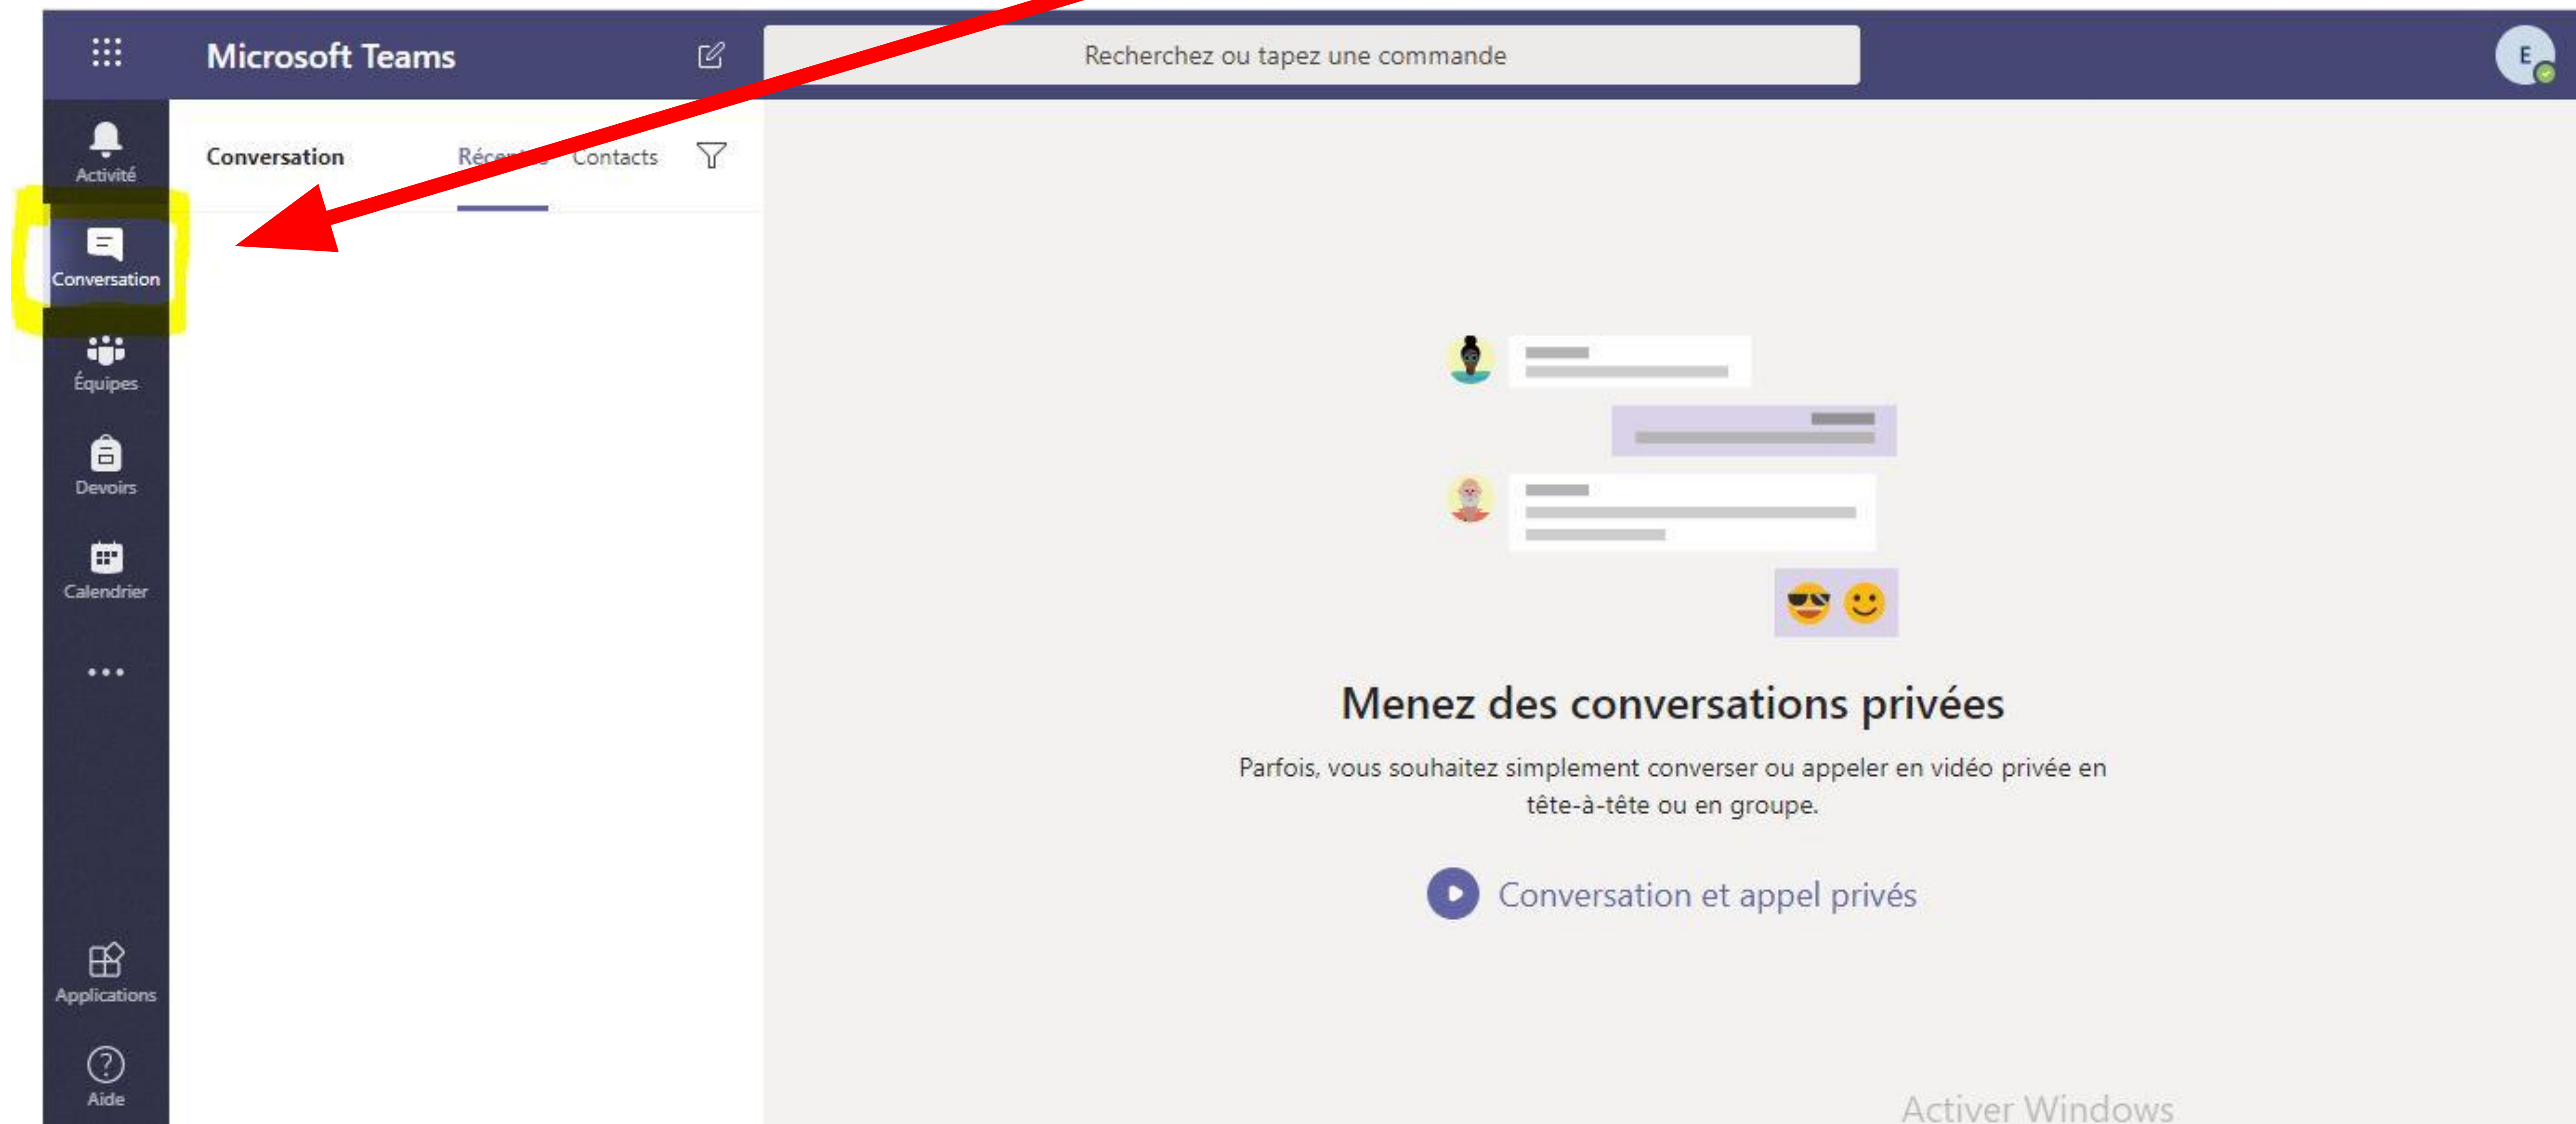 Microsoft Teams
Recherchez ou tapez une commande
E
Activité
Conversation
Équipes
Devoirs
Calendrier
Applications
Aide
Conversation
Contacts
Menez des conversations privées
Parfois, vous souhaitez simplement converser ou appeler en vidéo privée en
tête-à-tête ou en groupe.
Conversation et appel privés
Activer Windows